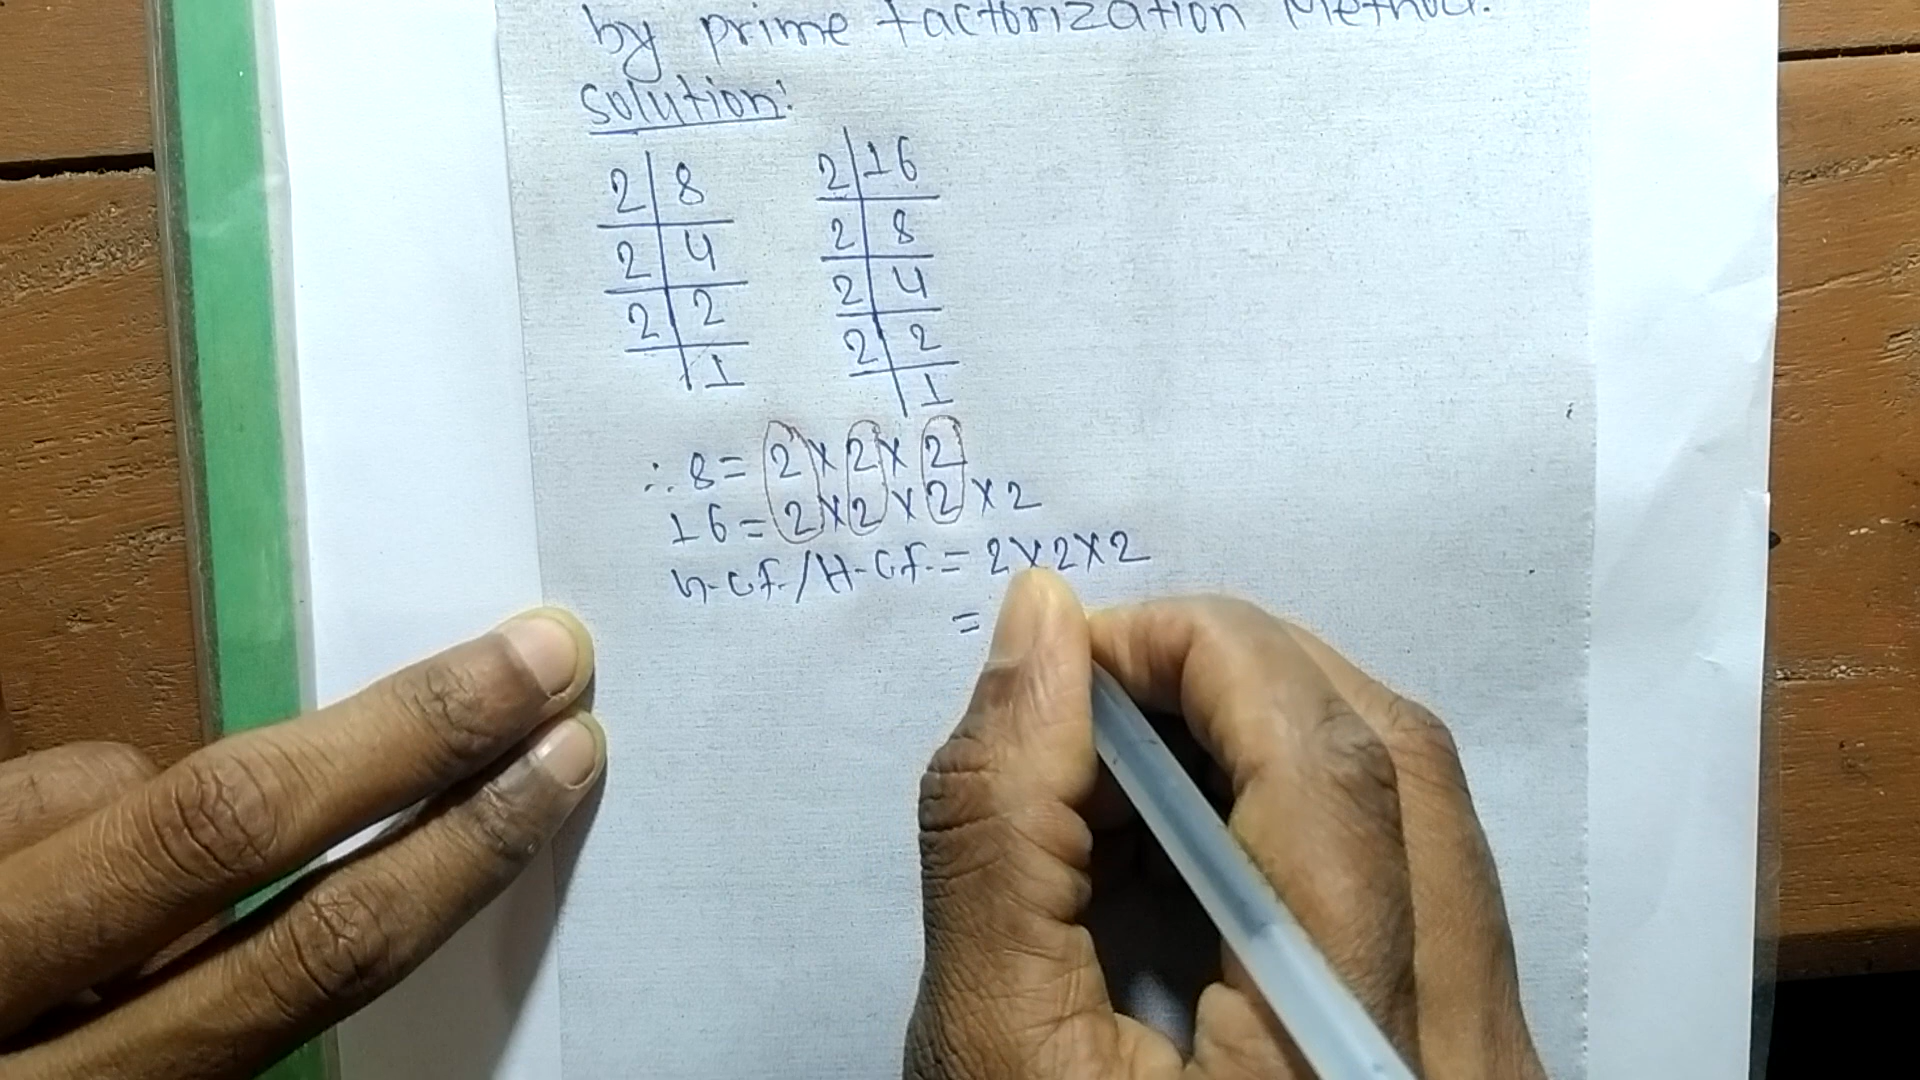 by prime factorization Method.
solution:
2 8 2 16
2 4 2 8
2 2 2 4
1 2 2
1
∴ 8 = 2 × 2 × 2
16 = 2 × 2 × 2 × 2
H.C.F. = 2×2×2
=